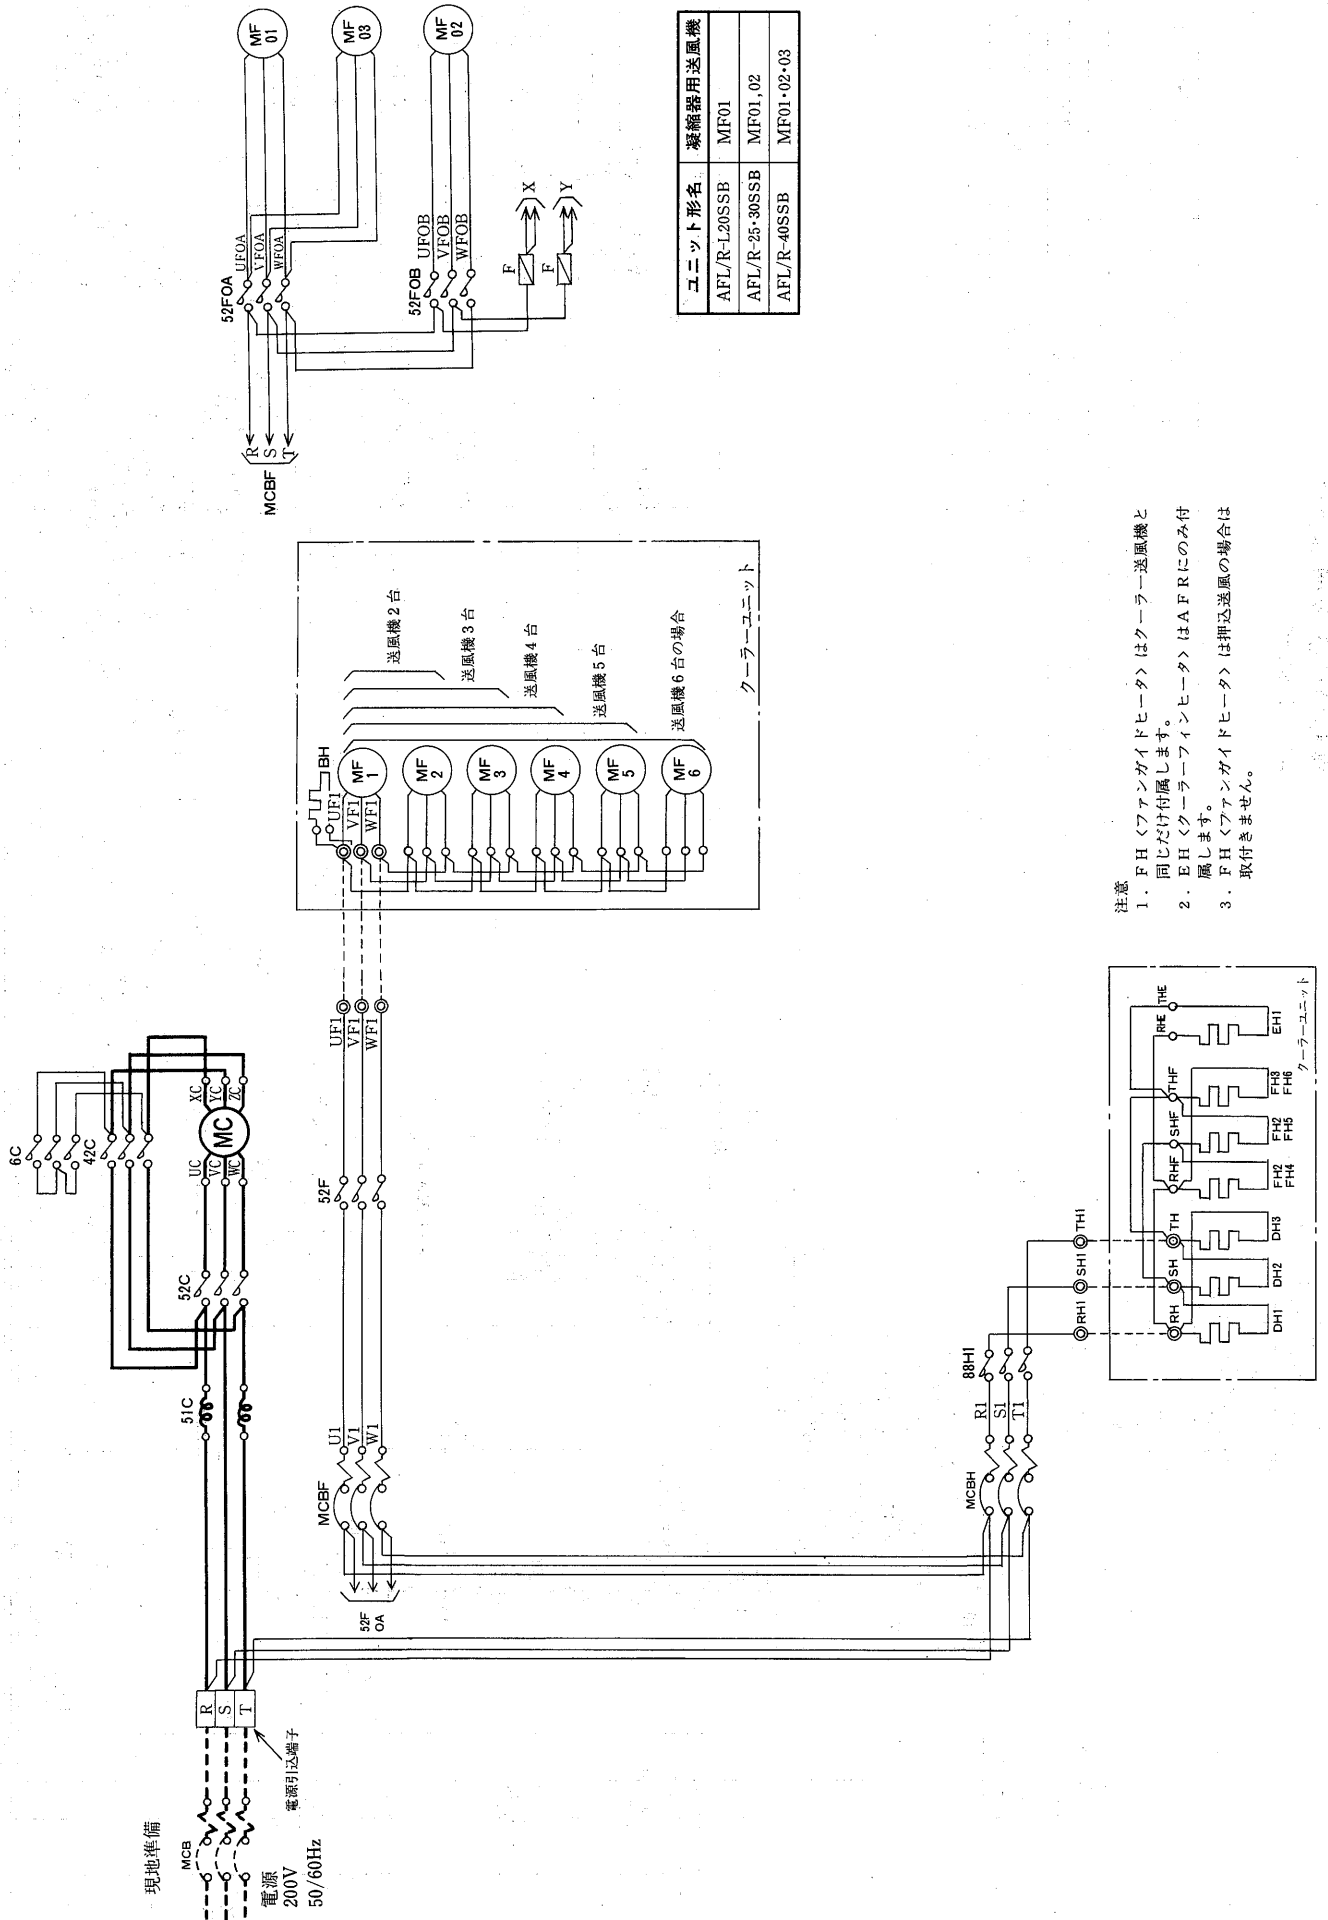 現地準備
MCB
電源
200V
50/60Hz
R
S
T
電源引込端子
51C
52C
6C
42C
UC
VC
WC
MC
XC
YC
ZC
52F
OA
MCBF
U1
V1
W1
52F
UF1
VF1
WF1
BH
UF1
VF1
WF1
MF
1
MF
2
MF
3
MF
4
MF
5
MF
6
送風機2台
送風機3台
送風機4台
送風機5台
送風機6台の場合
クーラーユニット
MCBF
R
S
T
52FOA
UFOA
VFOA
WFOA
52FOB
UFOB
VFOB
WFOB
MF
01
MF
03
MF
02
F
X
F
Y
ユニット形名 凝縮器用送風機
AFL/R-L20SSB MF01
AFL/R-25・30SSB MF01,02
AFL/R-40SSB MF01・02・03
MCBH
R1
S1
T1
88H1
RH1
SH1
TH1
RH
SH
TH
RHF
SHF
THF
RHE
THE
DH1
DH2
DH3
FH2
FH4
FH2
FH5
FH3
FH6
EH1
クーラーユニット
注意
1. FH〈ファンガイドヒータ〉はクーラー送風機と
同じだけ付属します。
2. EH〈クーラーフィンヒータ〉はAFRにのみ付
属します。
3. FH〈ファンガイドヒータ〉は押込送風の場合は
取付きません。